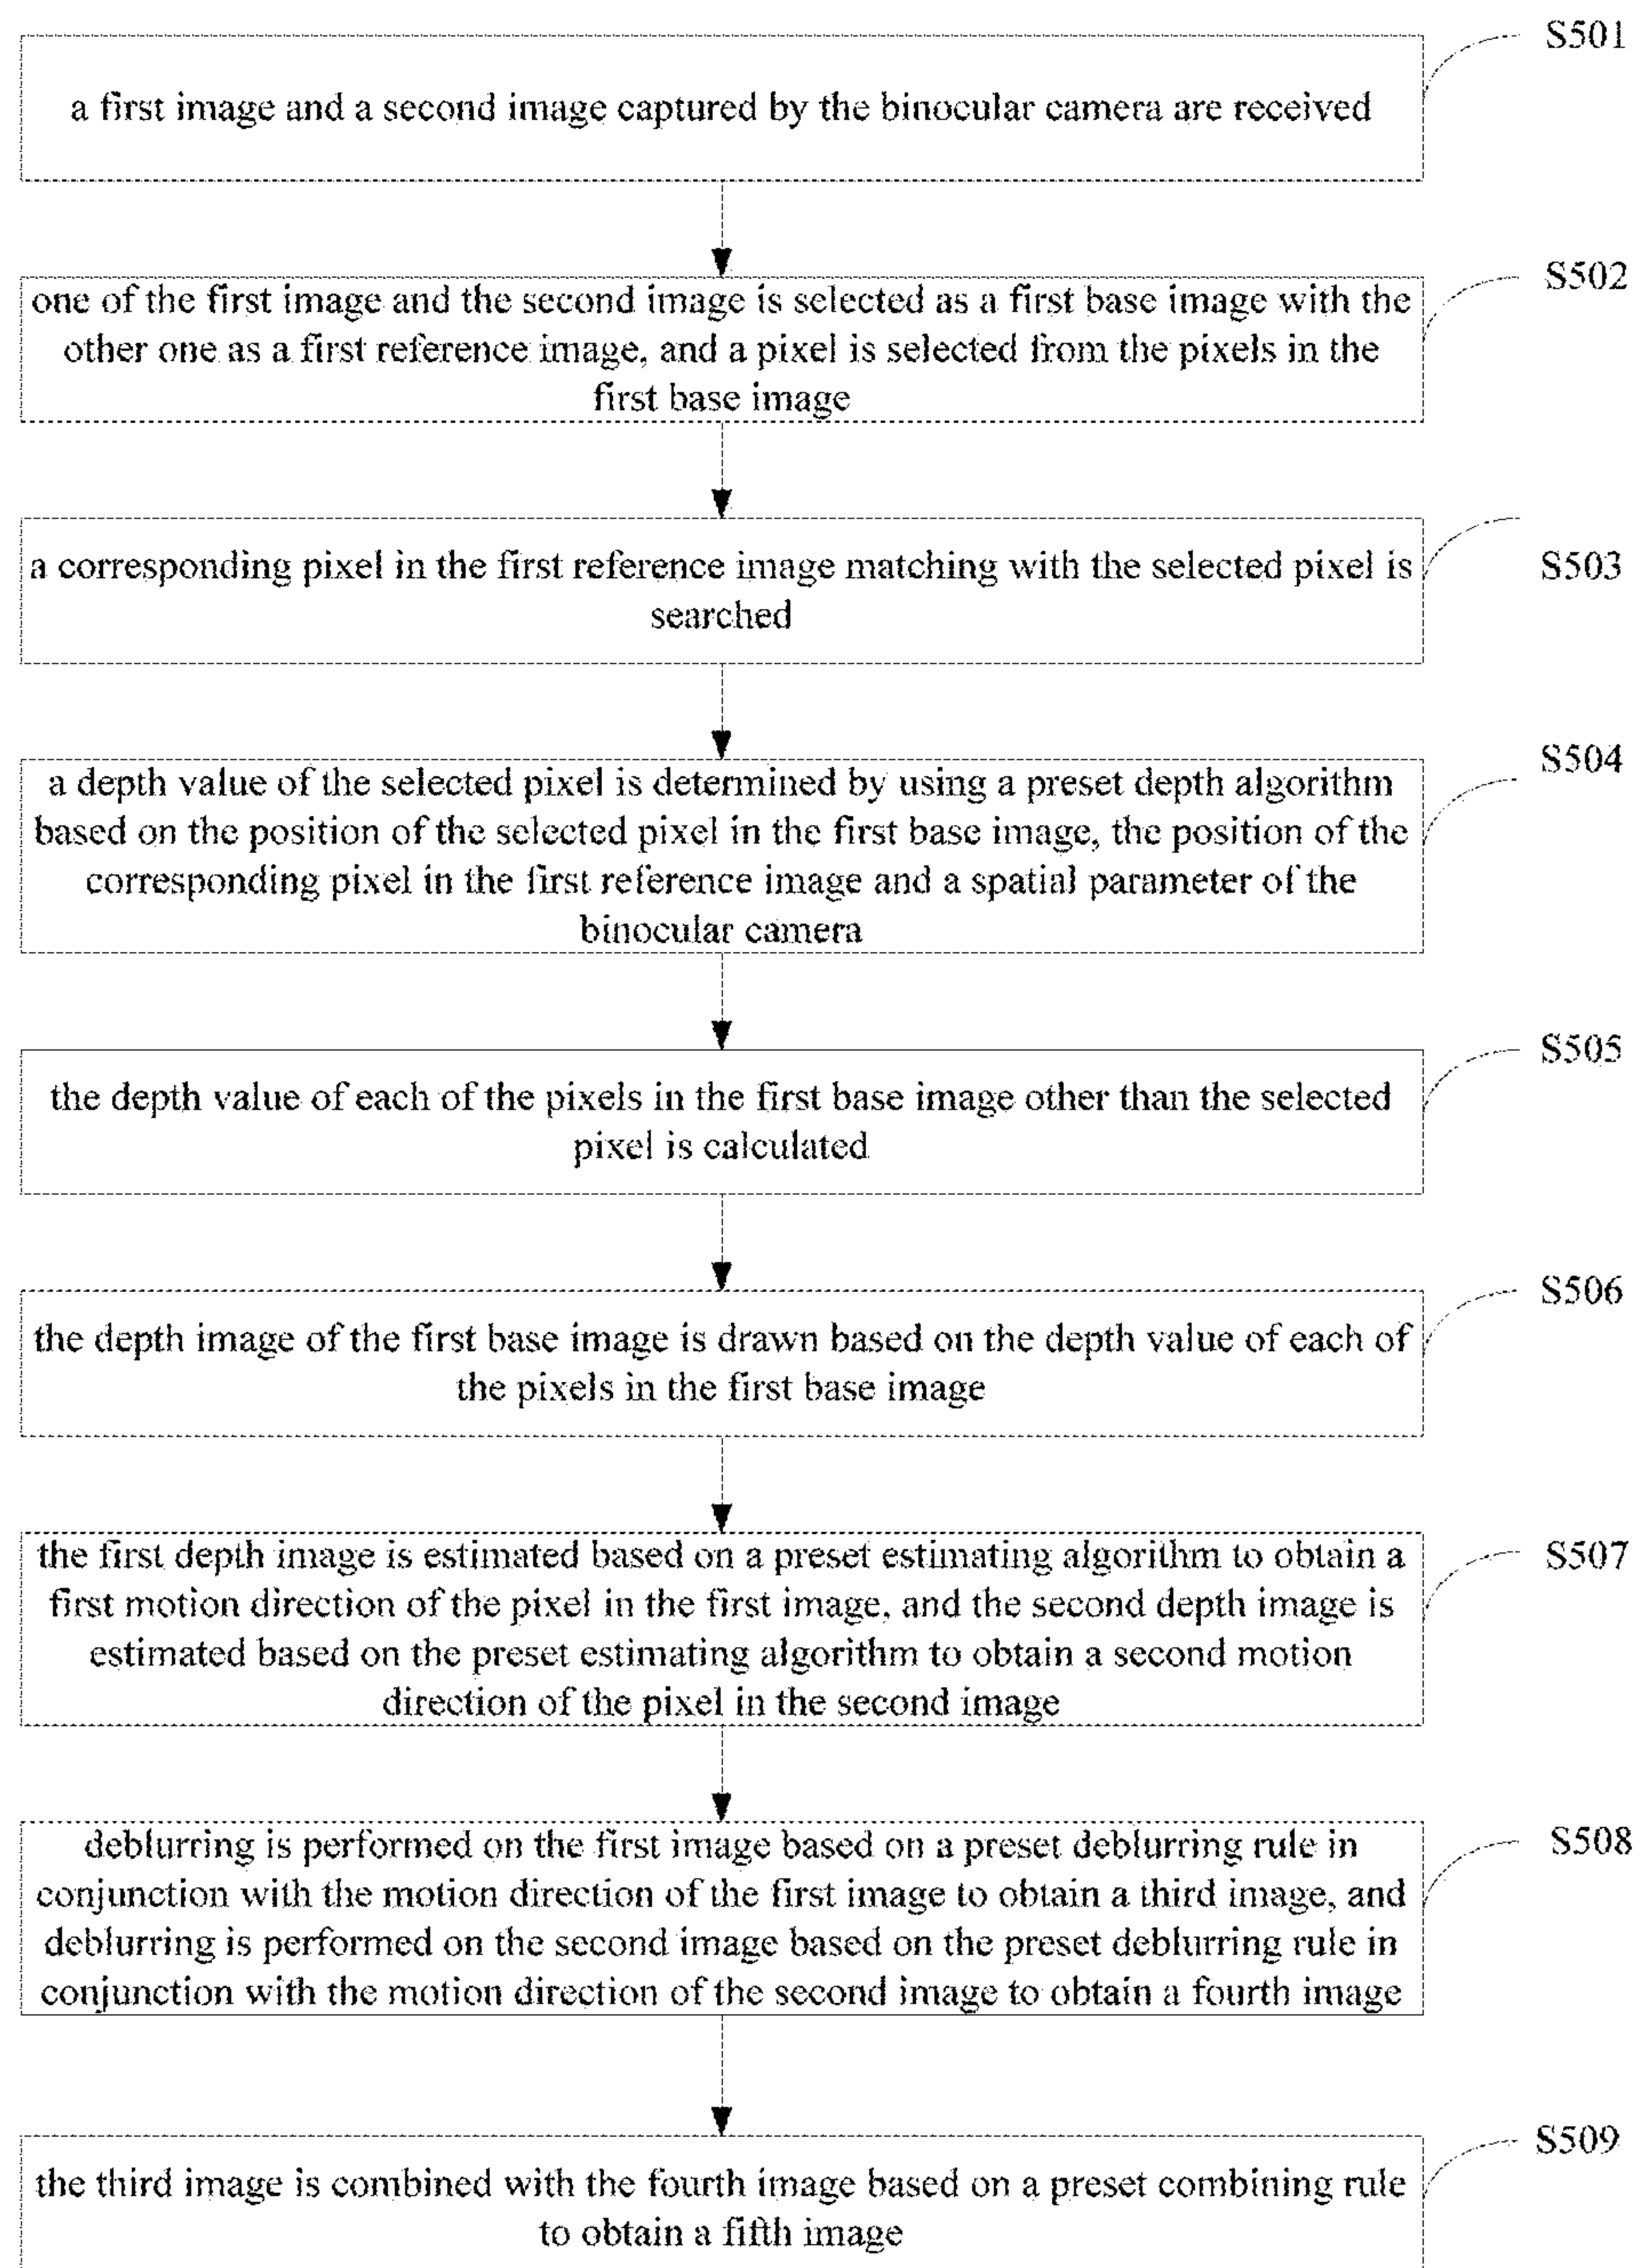 S501
a first image and a second image captured by the binocular camera are received
S502
one of the first image and the second image is selected as a first base image with the
other one as a first reference image, and a pixel is selected from the pixels in the
first base image
S503
a corresponding pixel in the first reference image matching with the selected pixel is
searched
S504
a depth value of the selected pixel is determined by using a preset depth algorithm
based on the position of the selected pixel in the first base image, the position of the
corresponding pixel in the first reference image and a spatial parameter of the
binocular camera
S505
the depth value of each of the pixels in the first base image other than the selected
pixel is calculated
S506
the depth image of the first base image is drawn based on the depth value of each of
the pixels in the first base image
S507
the first depth image is estimated based on a preset estimating algorithm to obtain a
first motion direction of the pixel in the first image, and the second depth image is
estimated based on the preset estimating algorithm to obtain a second motion
direction of the pixel in the second image
S508
deblurring is performed on the first image based on a preset deblurring rule in
conjunction with the motion direction of the first image to obtain a third image, and
deblurring is performed on the second image based on the preset deblurring rule in
conjunction with the motion direction of the second image to obtain a fourth image
S509
the third image is combined with the fourth image based on a preset combining rule
to obtain a fifth image